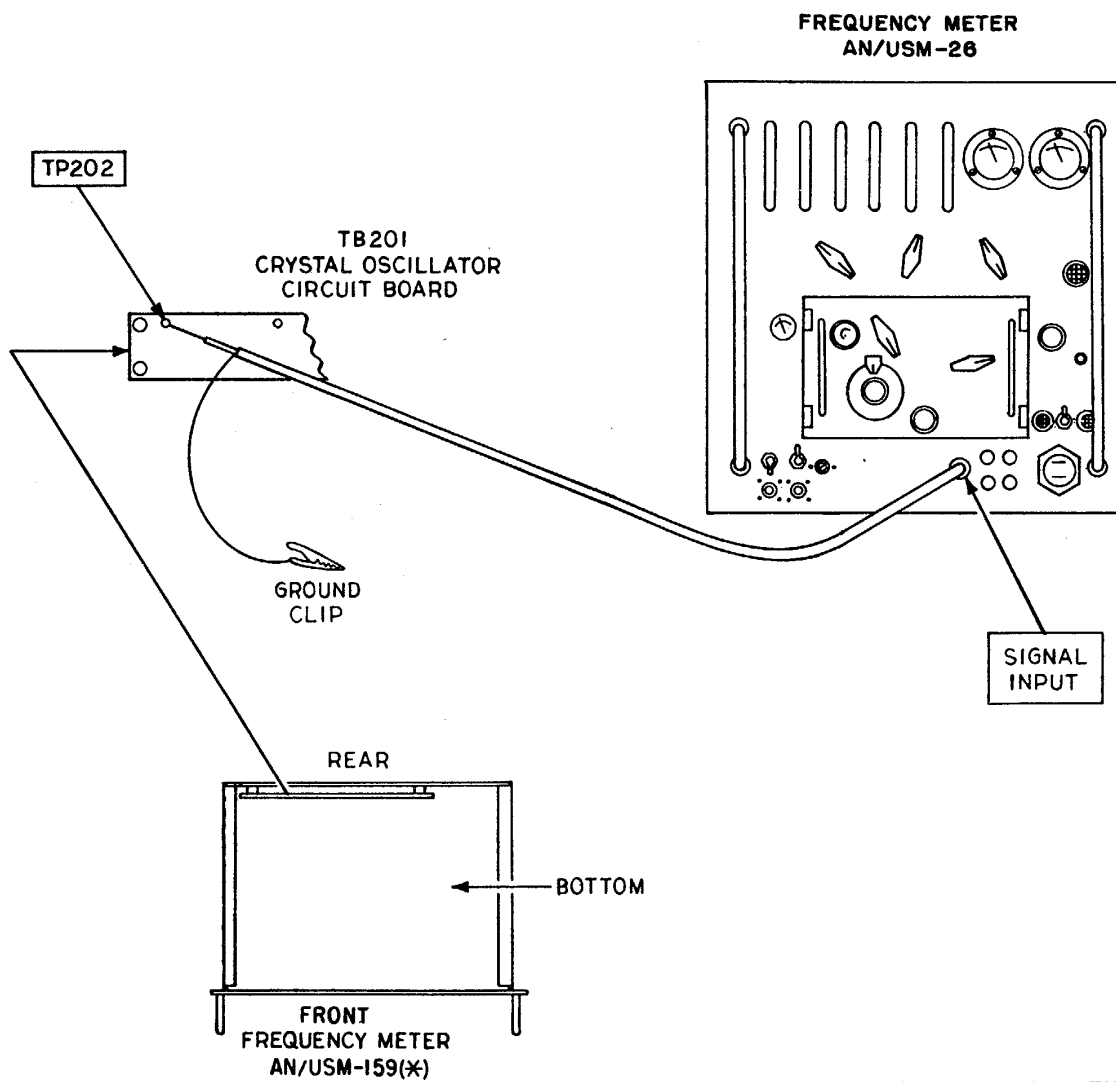 FREQUENCY METER
AN/USM-26
TP202
TB201
CRYSTAL OSCILLATOR
CIRCUIT BOARD
GROUND
CLIP
SIGNAL
INPUT
REAR
BOTTOM
FRONT
FREQUENCY METER
AN/USM-159(*)